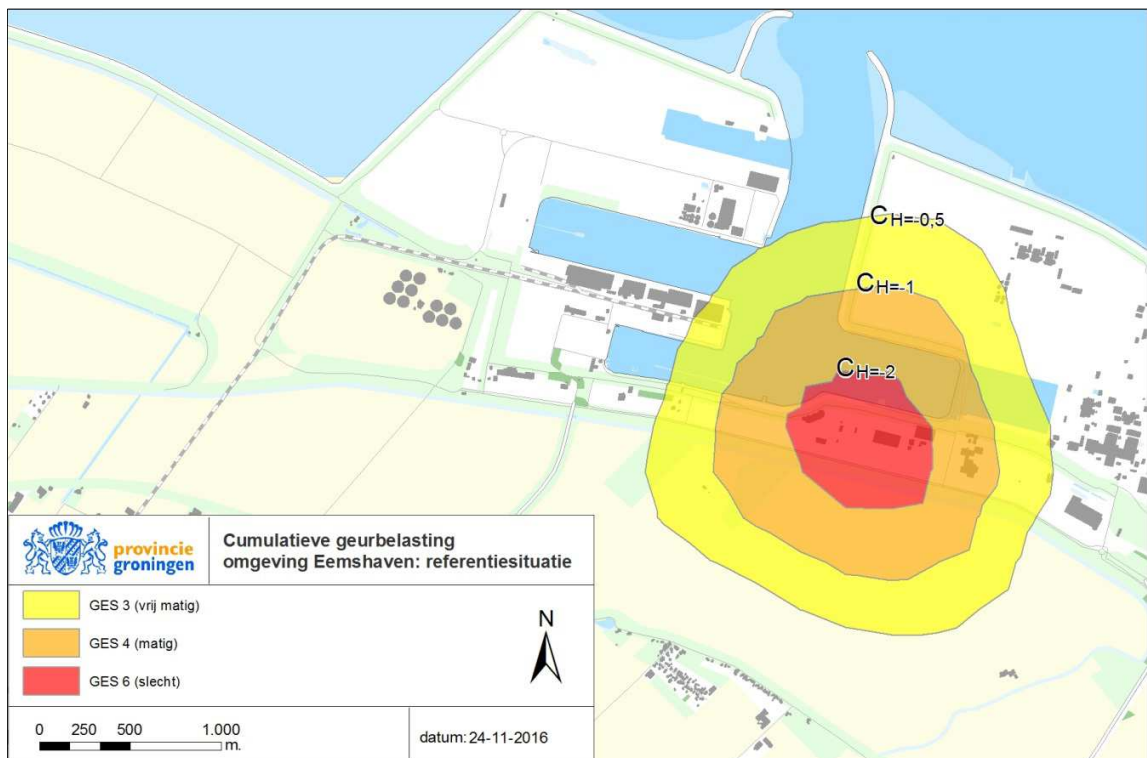 CH=-0,5
CH=-1
CH=-2
provincie
groningen
Cumulatieve geurbelasting
omgeving Eemshaven: referentiesituatie
GES 3 (vrij matig)
GES 4 (matig)
GES 6 (slecht)
N
0 250 500 1.000
m.
datum: 24-11-2016